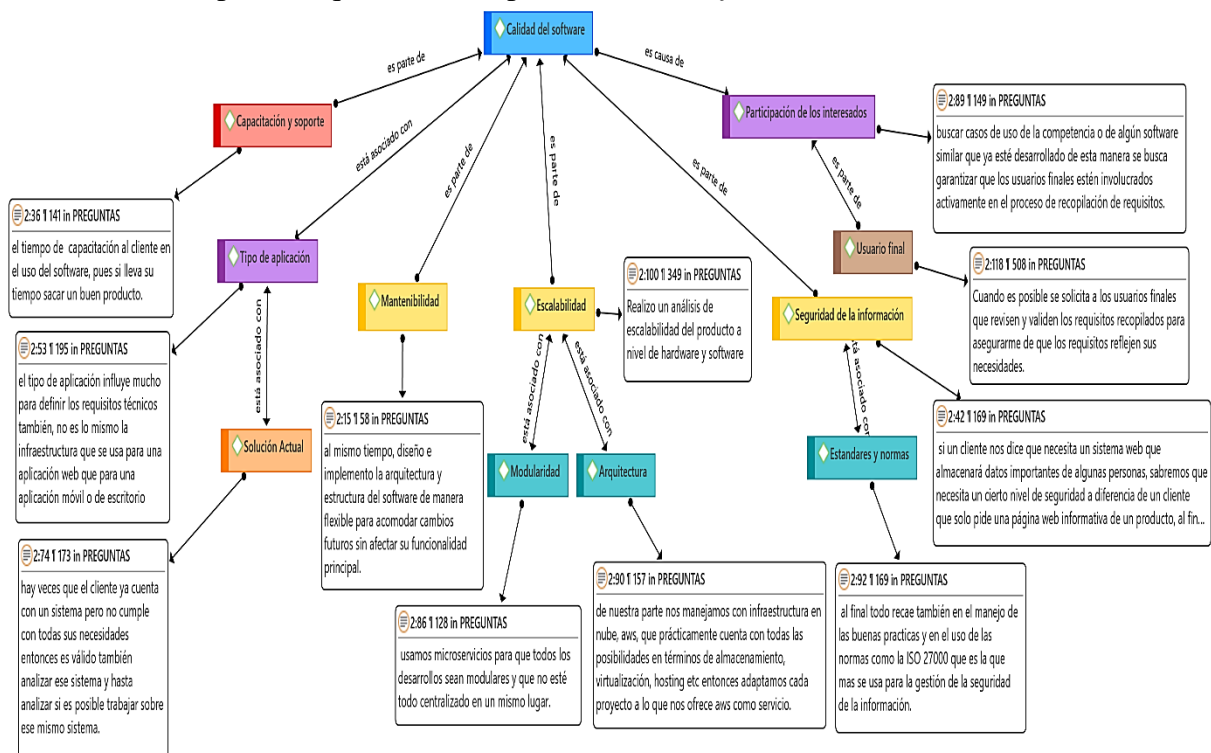 Calidad del software
es parte de
es causa de
Capacitación y soporte
está asociado con
es parte de
es parte de
es parte de
Participación de los interesados
2:89 ¶ 149 in PREGUNTAS
buscar casos de uso de la competencia o de algún software
similar que ya esté desarrollado de esta manera se busca
garantizar que los usuarios finales estén involucrados
activamente en el proceso de recopilación de requisitos.
2:36 ¶ 141 in PREGUNTAS
el tiempo de capacitación al cliente en
el uso del software, pues si lleva su
tiempo sacar un buen producto.
Tipo de aplicación
es parte de
Usuario final
2:118 ¶ 508 in PREGUNTAS
Cuando es posible se solicita a los usuarios finales
que revisen y validen los requisitos recopilados para
asegurarme de que los requisitos reflejen sus
necesidades.
Mantenibilidad
Escalabilidad
2:100 ¶ 349 in PREGUNTAS
Realizo un análisis de
escalabilidad del producto a
nivel de hardware y software
Seguridad de la información
2:53 ¶ 195 in PREGUNTAS
el tipo de aplicación influye mucho
para definir los requisitos técnicos
también, no es lo mismo la
infraestructura que se usa para una
aplicación web que para una
aplicación móvil o de escritorio
está asociado con
está asociado con
está asociado con
está asociado con
Solución Actual
2:15 ¶ 58 in PREGUNTAS
al mismo tiempo, diseño e
implemento la arquitectura y
estructura del software de manera
flexible para acomodar cambios
futuros sin afectar su funcionalidad
principal.
Modularidad
Arquitectura
Estandares y normas
2:42 ¶ 169 in PREGUNTAS
si un cliente nos dice que necesita un sistema web que
almacenará datos importantes de algunas personas, sabremos que
necesita un cierto nivel de seguridad a diferencia de un cliente
que solo pide una página web informativa de un producto, al fin...
2:74 ¶ 173 in PREGUNTAS
hay veces que el cliente ya cuenta
con un sistema pero no cumple
con todas sus necesidades
entonces es válido también
analizar ese sistema y hasta
analizar si es posible trabajar sobre
ese mismo sistema.
2:86 ¶ 128 in PREGUNTAS
usamos microservicios para que todos los
desarrollos sean modulares y que no esté
todo centralizado en un mismo lugar.
2:90 ¶ 157 in PREGUNTAS
de nuestra parte nos manejamos con infraestructura en
nube, aws, que prácticamente cuenta con todas las
posibilidades en términos de almacenamiento,
virtualización, hosting etc entonces adaptamos cada
proyecto a lo que nos ofrece aws como servicio.
2:92 ¶ 169 in PREGUNTAS
al final todo recae también en el manejo de
las buenas practicas y en el uso de las
normas como la ISO 27000 que es la que
mas se usa para la gestión de la seguridad
de la información.